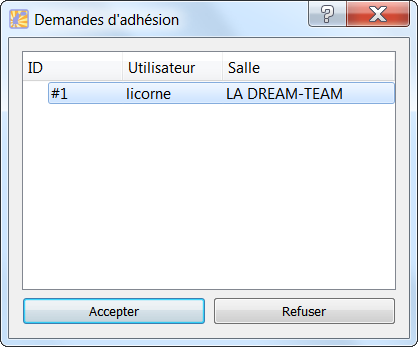 Demandes d'adhésion
ID Utilisateur Salle
#1 licorne LA DREAM-TEAM
Accepter Refuser